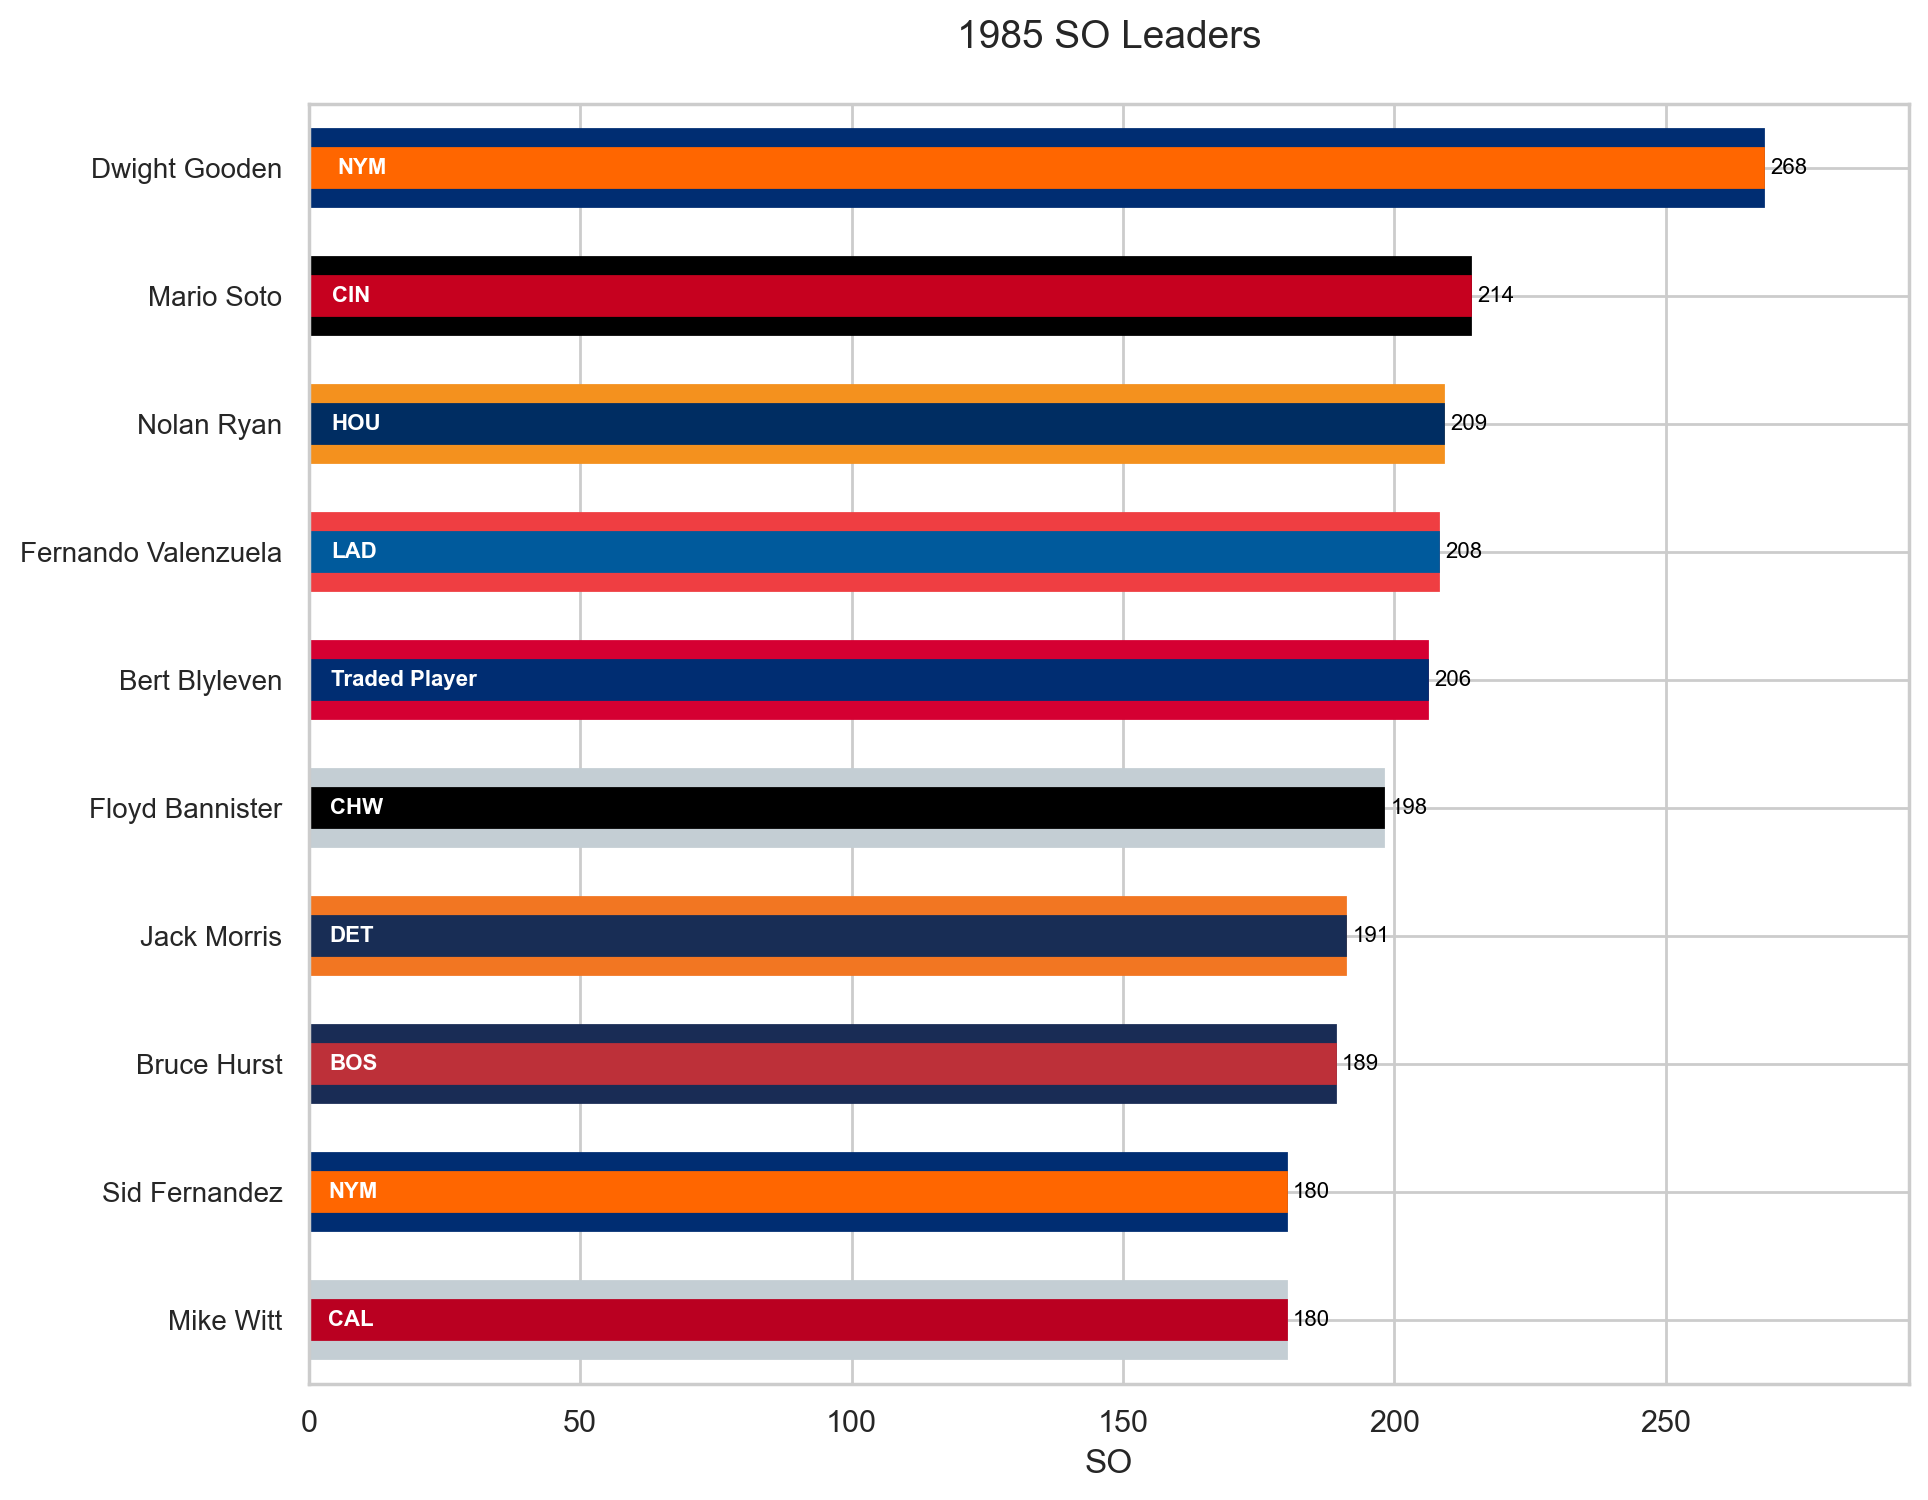 1985 SO Leaders
Dwight Gooden NYM 268
Mario Soto CIN 214
Nolan Ryan HOU 209
Fernando Valenzuela LAD 208
Bert Blyleven Traded Player 206
Floyd Bannister CHW 198
Jack Morris DET 191
Bruce Hurst BOS 189
Sid Fernandez NYM 180
Mike Witt CAL 180
0 50 100 150 200 250
SO